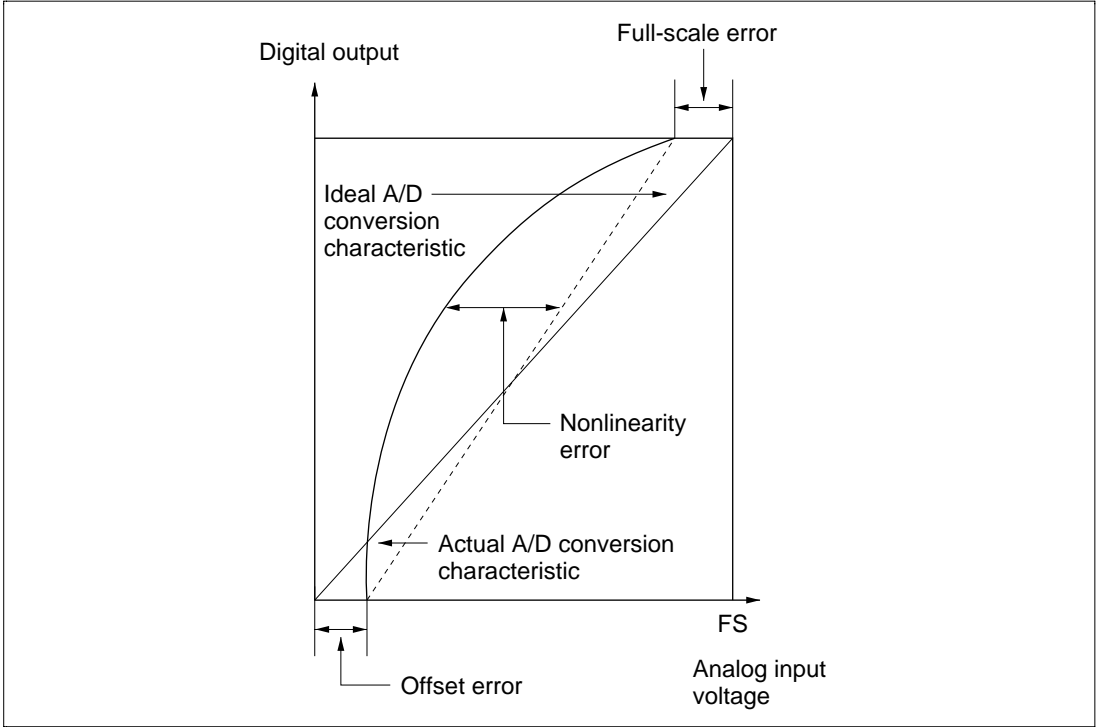 Full-scale error
Digital output
Ideal A/D
conversion
characteristic
Nonlinearity
error
Actual A/D conversion
characteristic
FS
Offset error
Analog input
voltage